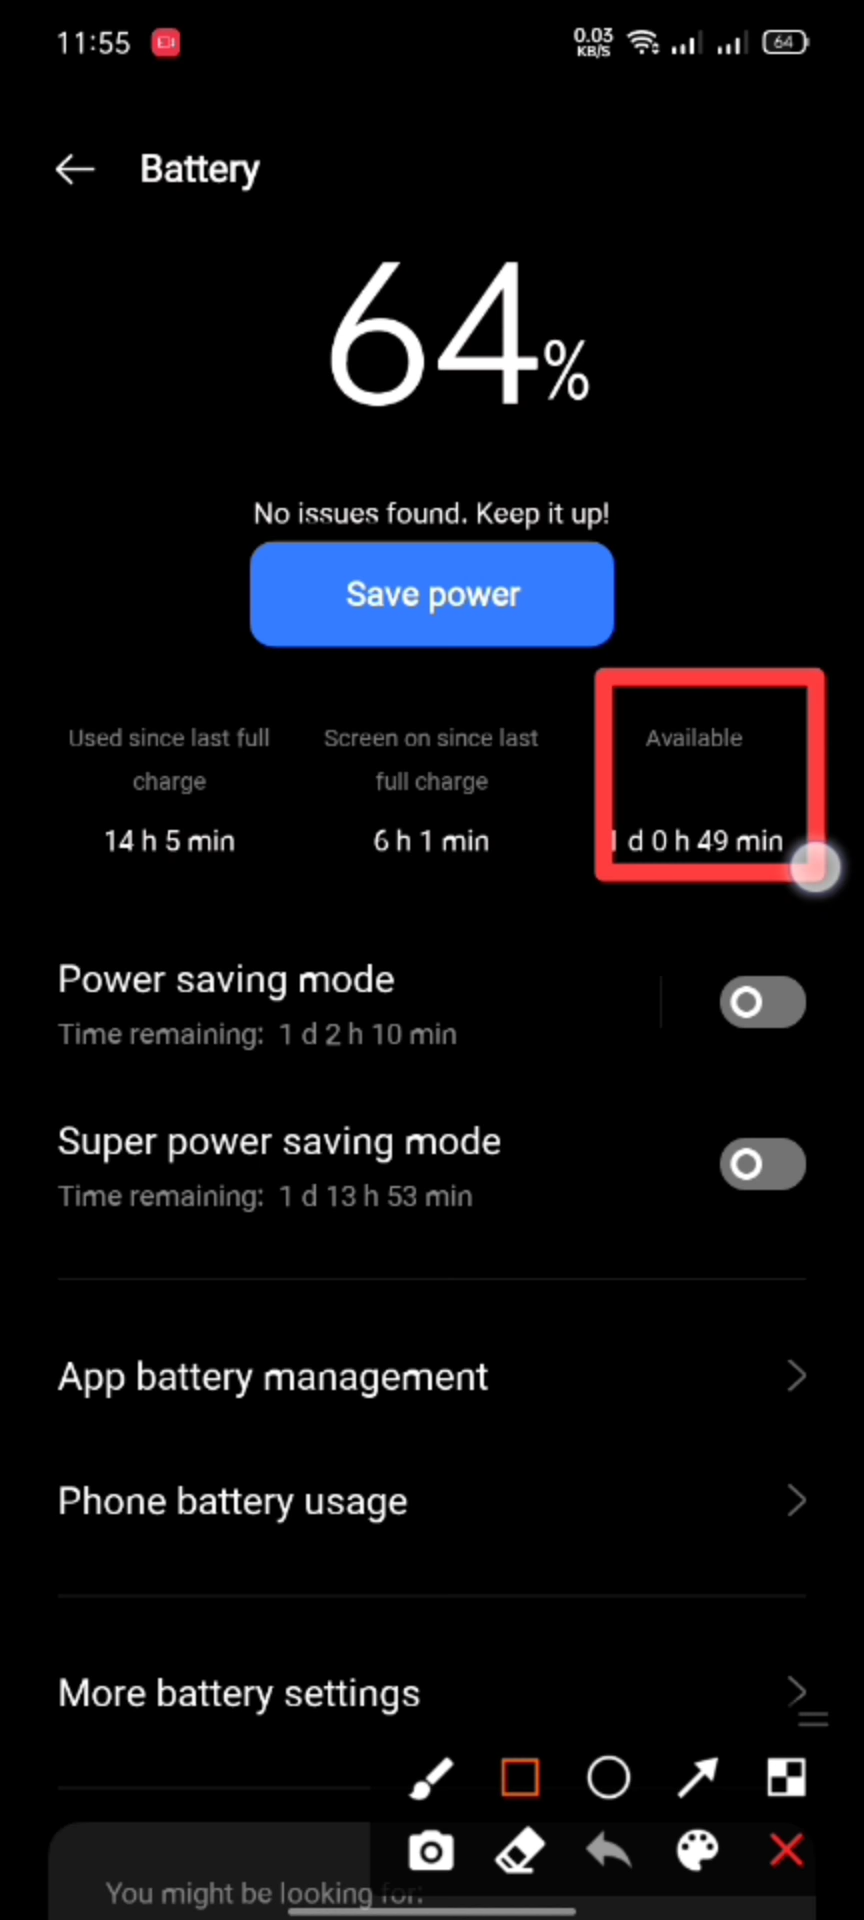 11:55
0.03
KB/S
64
Battery
64%
No issues found. Keep it up!
Save power
Used since last full
charge
14 h 5 min
Screen on since last
full charge
6 h 1 min
Available
1 d 0 h 49 min
Power saving mode
Time remaining: 1 d 2 h 10 min
Super power saving mode
Time remaining: 1 d 13 h 53 min
App battery management
Phone battery usage
More battery settings
You might be looking for: